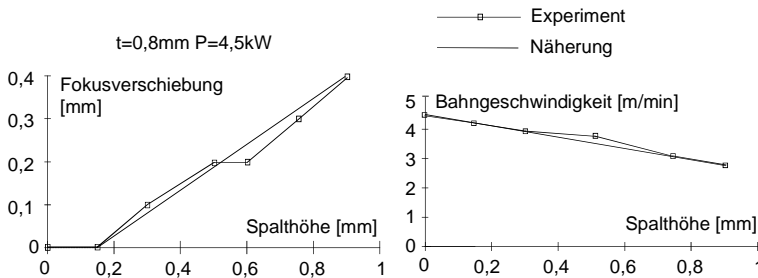 t=0,8mm P=4,5kW
Experiment
Näherung
Fokusverschiebung
[mm]
0,4
0,3
0,2
0,1
0
Spalthöhe [mm]
0 0,2 0,4 0,6 0,8 1
Bahngeschwindigkeit [m/min]
5
4
3
2
1
0
Spalthöhe [mm]
0 0,2 0,4 0,6 0,8 1